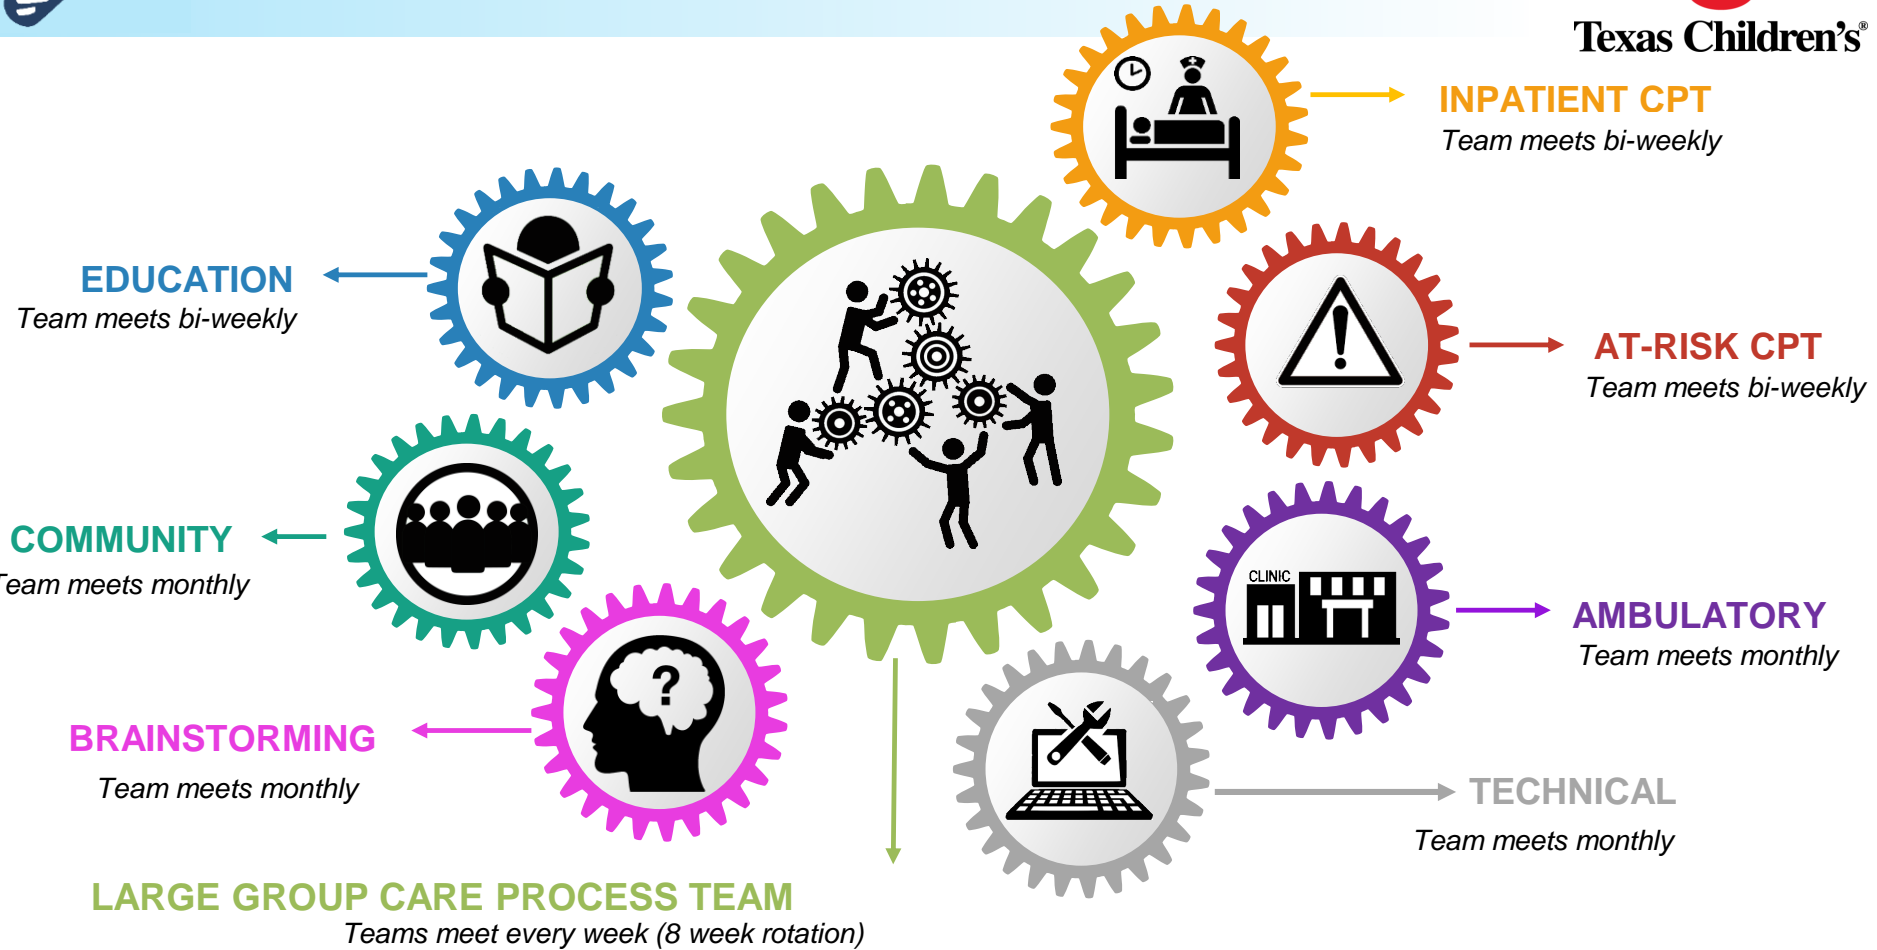 Texas Children's®
INPATIENT CPT
Team meets bi-weekly
EDUCATION
Team meets bi-weekly
AT-RISK CPT
Team meets bi-weekly
COMMUNITY
Team meets monthly
CLINIC
AMBULATORY
Team meets monthly
?
BRAINSTORMING
Team meets monthly
TECHNICAL
Team meets monthly
LARGE GROUP CARE PROCESS TEAM
Teams meet every week (8 week rotation)